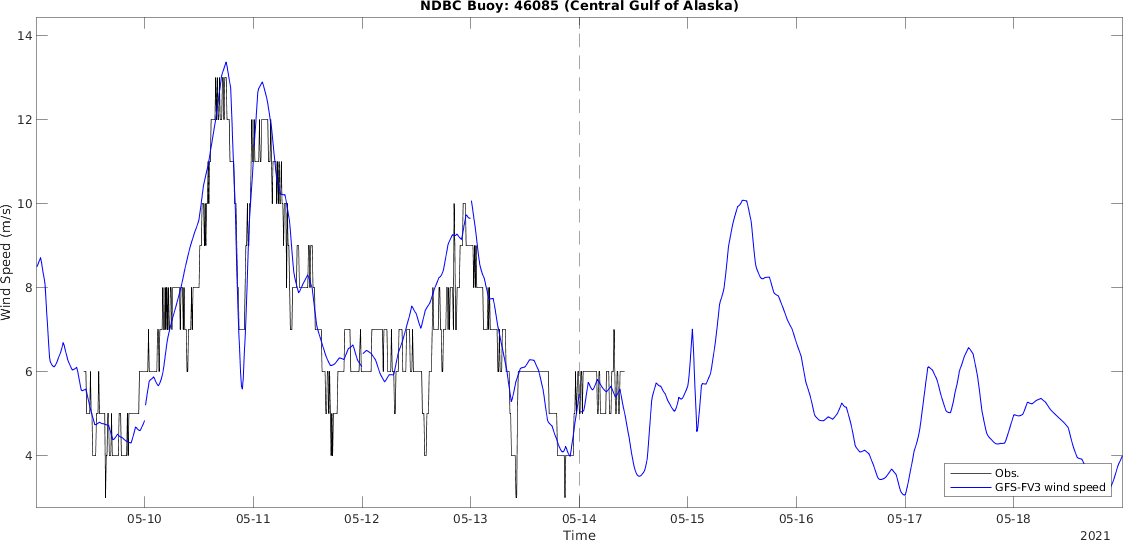 NDBC Buoy: 46085 (Central Gulf of Alaska)
14
12
10
8
6
4
Wind Speed (m/s)
05-10 05-11 05-12 05-13 05-14 05-15 05-16 05-17 05-18
Time
2021
Obs.
GFS-FV3 wind speed